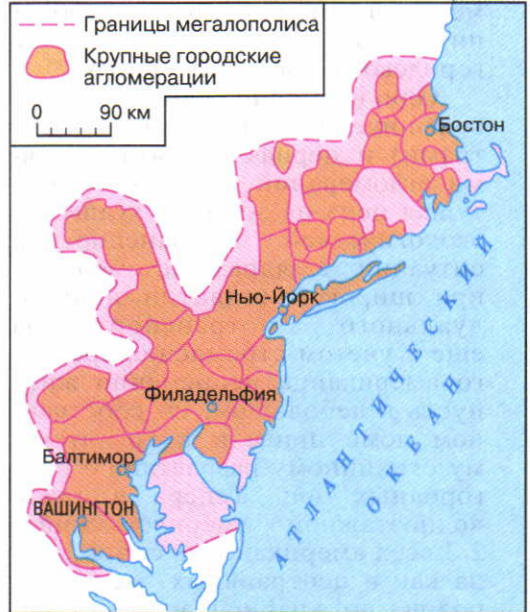 Границы мегалополиса
Крупные городские
агломерации
0 90 км
Бостон
Нью-Йорк
Филадельфия
Балтимор
ВАШИНГТОН
АТЛАНТИЧЕСКИЙ
ОКЕАН